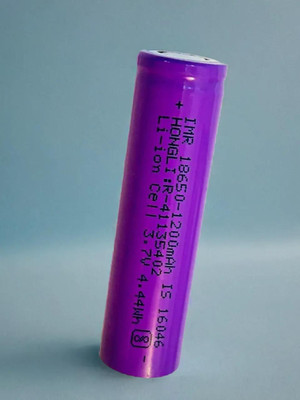 + IMR 18650-1200mAh IS 16046
HONGLI:R-41135402
Li-ion Cell 3.7V 4.44Wh -